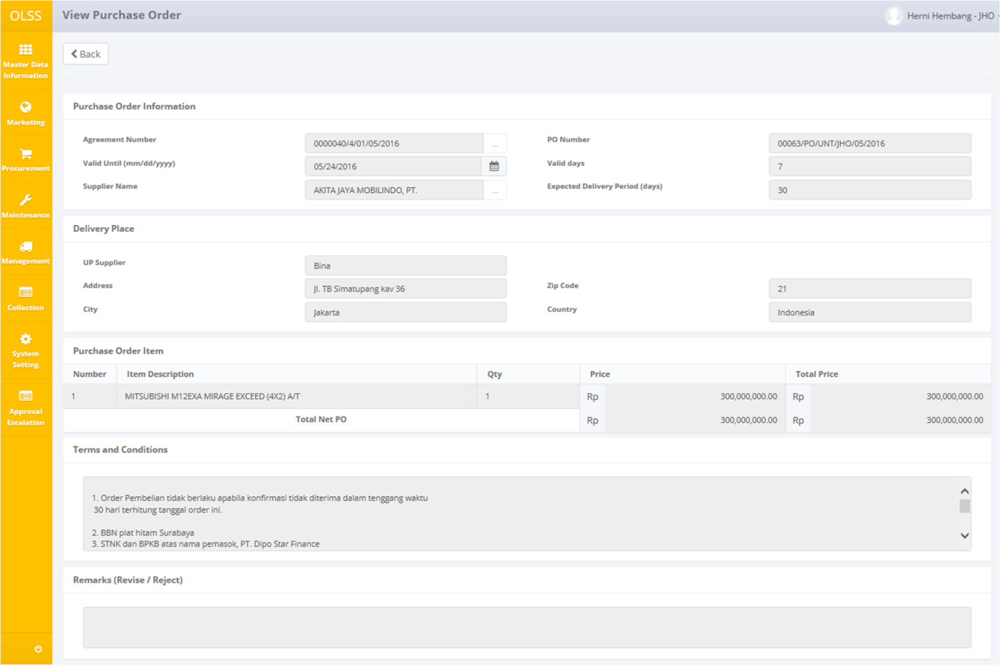 OLSS
View Purchase Order
Herni Hembang - JHO
Master Data
Information
Marketing
Procurement
Maintenance
Management
Collection
System
Setting
Approval
Escalation
Back
Purchase Order Information
Agreement Number
0000040/4/01/05/2016
...
PO Number
00063/PO/UNT/JHO/05/2016
Valid Until (mm/dd/yyyy)
05/24/2016
Valid days
7
Supplier Name
AKITA JAYA MOBILINDO, PT.
...
Expected Delivery Period (days)
30
Delivery Place
UP Supplier
Bina
Address
Jl. TB Simatupang kav 36
Zip Code
21
City
Jakarta
Country
Indonesia
Purchase Order Item
Number Item Description Qty Price Total Price
1 MITSUBISHI M12EXA MIRAGE EXCEED (4X2) A/T 1 Rp 300,000,000.00 Rp 300,000,000.00
Total Net PO Rp 300,000,000.00 Rp 300,000,000.00
Terms and Conditions
1. Order Pembelian tidak berlaku apabila konfirmasi tidak diterima dalam tenggang waktu
30 hari terhitung tanggal order ini.
2. BBN plat hitam Surabaya
3. STNK dan BPKB atas nama pemasok, PT. Dipo Star Finance
Remarks (Revise / Reject)